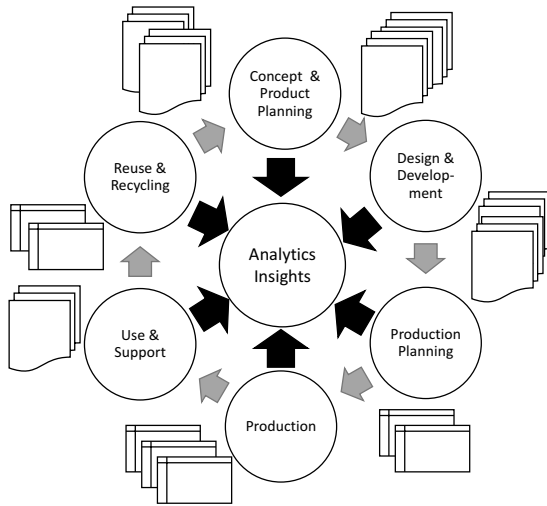 Concept &
Product
Planning
Design &
Develop-
ment
Production
Planning
Production
Use &
Support
Reuse &
Recycling
Analytics
Insights